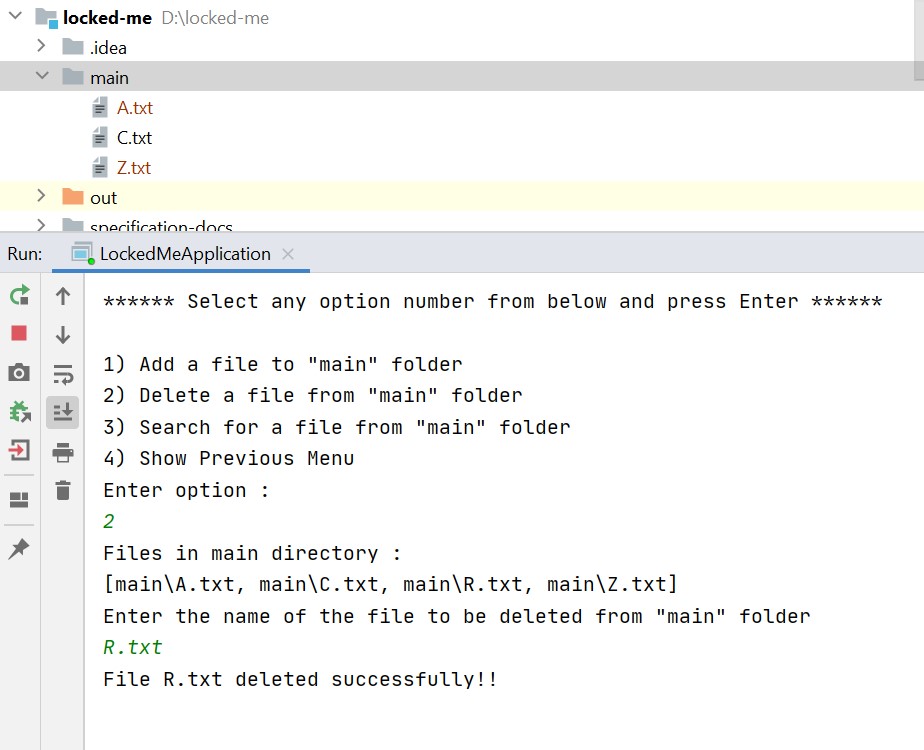 locked-me D:\locked-me
.idea
main
A.txt
C.txt
Z.txt
out
specification-docs
Run: LockedMeApplication
****** Select any option number from below and press Enter ******
1) Add a file to "main" folder
2) Delete a file from "main" folder
3) Search for a file from "main" folder
4) Show Previous Menu
Enter option :
2
Files in main directory :
[main\A.txt, main\C.txt, main\R.txt, main\Z.txt]
Enter the name of the file to be deleted from "main" folder
R.txt
File R.txt deleted successfully!!